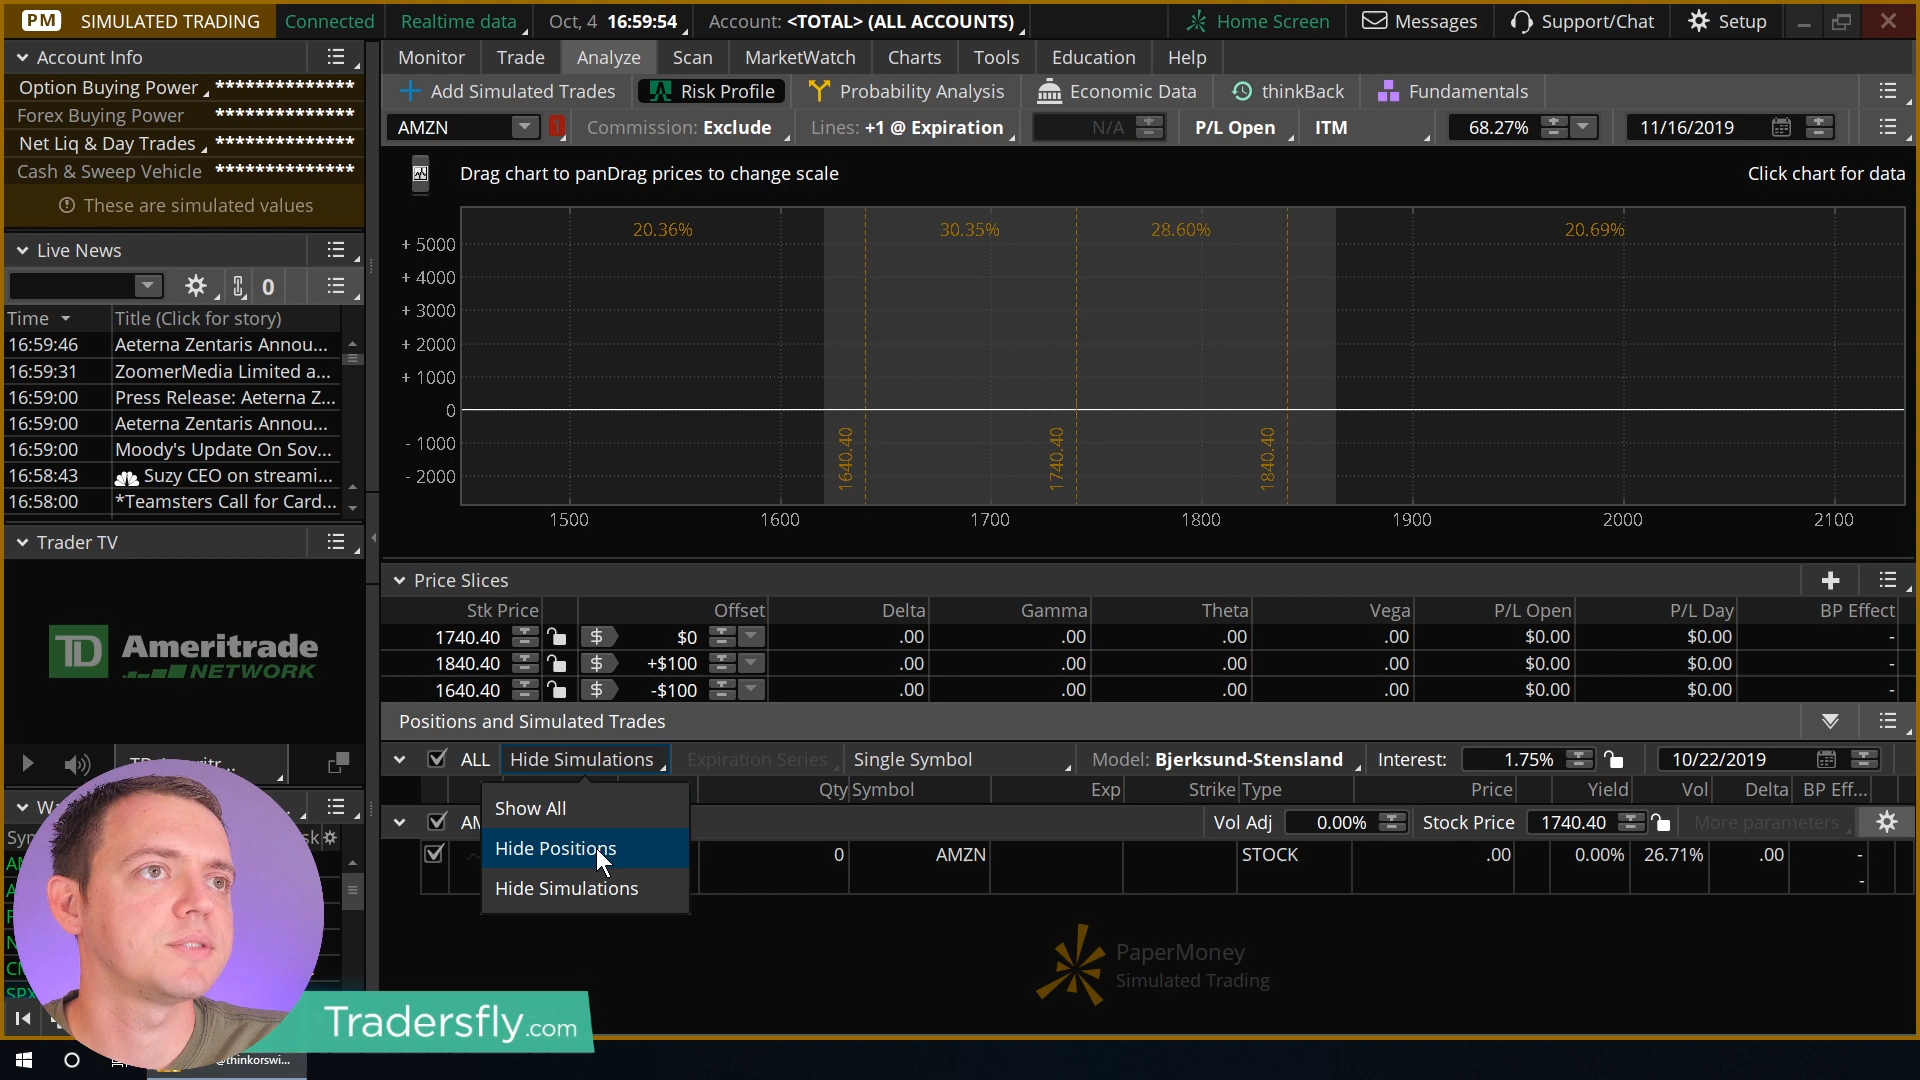 PM SIMULATED TRADING Connected Realtime data Oct, 4 16:59:54 Account: <TOTAL> (ALL ACCOUNTS) Home Screen Messages Support/Chat Setup
Account Info
Option Buying Power **************
Forex Buying Power **************
Net Liq & Day Trades **************
Cash & Sweep Vehicle **************
These are simulated values
Live News
0
Time Title (Click for story)
16:59:46 Aeterna Zentaris Annou...
16:59:31 ZoomerMedia Limited a...
16:59:00 Press Release: Aeterna Z...
16:59:00 Aeterna Zentaris Annou...
16:59:00 Moody's Update On Sov...
16:58:43 Suzy CEO on streami...
16:58:00 *Teamsters Call for Card...
Trader TV
TD Ameritrade
NETWORK
Monitor Trade Analyze Scan MarketWatch Charts Tools Education Help
Add Simulated Trades Risk Profile Probability Analysis Economic Data thinkBack Fundamentals
AMZN 1 Commission: Exclude Lines: +1 @ Expiration N/A P/L Open ITM 68.27% 11/16/2019
Drag chart to panDrag prices to change scale Click chart for data
20.36% 30.35% 28.60% 20.69%
+ 5000
+ 4000
+ 3000
+ 2000
+ 1000
0
- 1000
- 2000
1640.40 1740.40 1840.40
1500 1600 1700 1800 1900 2000 2100
Price Slices
Stk Price Offset Delta Gamma Theta Vega P/L Open P/L Day BP Effect
1740.40 $ $0 .00 .00 .00 .00 $0.00 $0.00 -
1840.40 $ +$100 .00 .00 .00 .00 $0.00 $0.00 -
1640.40 $ -$100 .00 .00 .00 .00 $0.00 $0.00 -
Positions and Simulated Trades
ALL Hide Simulations Expiration Series Single Symbol Model: Bjerksund-Stensland Interest: 1.75% 10/22/2019
Qty Symbol Exp Strike Type Price Yield Vol Delta BP Eff...
Vol Adj 0.00% Stock Price 1740.40 More parameters
0 AMZN STOCK .00 0.00% 26.71% .00 -
-
Show All
Hide Positions
Hide Simulations
PaperMoney
Simulated Trading
Tradersfly.com
@thinkorswi...